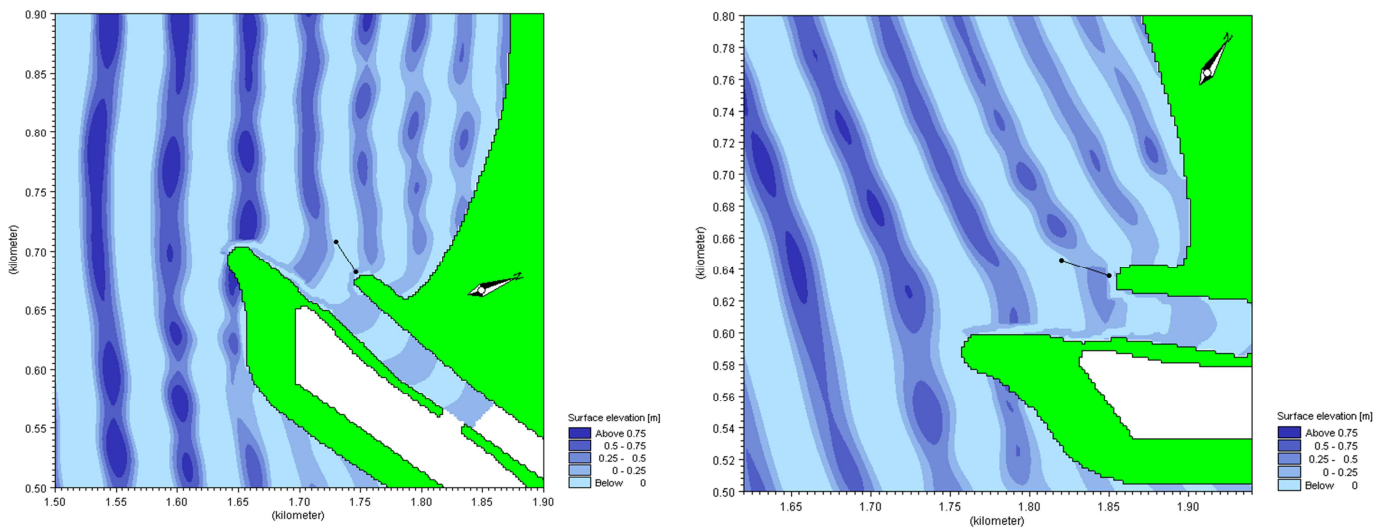 0.90
0.85
0.80
0.75
0.70
0.65
0.60
0.55
0.50
(kilometer)
1.50
1.55
1.60
1.65
1.70
1.75
1.80
1.85
1.90
(kilometer)
N
Surface elevation [m]
Above 0.75
0.5 - 0.75
0.25 - 0.5
0 - 0.25
Below 0
0.80
0.78
0.76
0.74
0.72
0.70
0.68
0.66
0.64
0.62
0.60
0.58
0.56
0.54
0.52
0.50
(kilometer)
1.65
1.70
1.75
1.80
1.85
1.90
(kilometer)
N
Surface elevation [m]
Above 0.75
0.5 - 0.75
0.25 - 0.5
0 - 0.25
Below 0